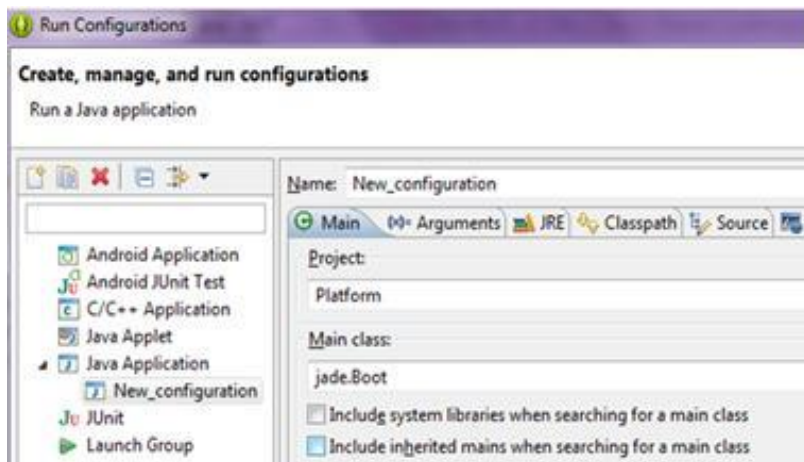 Run Configurations
Create, manage, and run configurations
Run a Java application
Name: New_configuration
Main
(x)= Arguments
JRE
Classpath
Source
Android Application
Android JUnit Test
C/C++ Application
Java Applet
Java Application
New_configuration
JUnit
Launch Group
Project:
Platform
Main class:
jade.Boot
Include system libraries when searching for a main class
Include inherited mains when searching for a main class